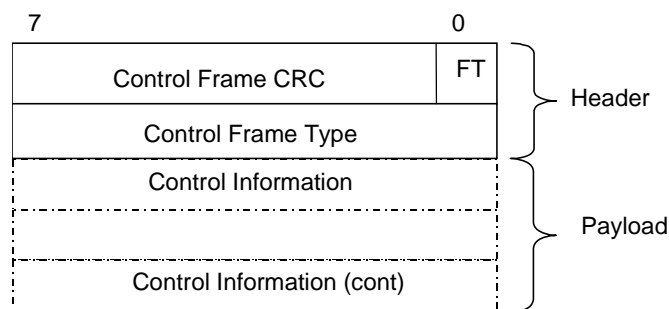 7 0
Control Frame CRC FT
Header
Control Frame Type
Control Information
Payload
Control Information (cont)